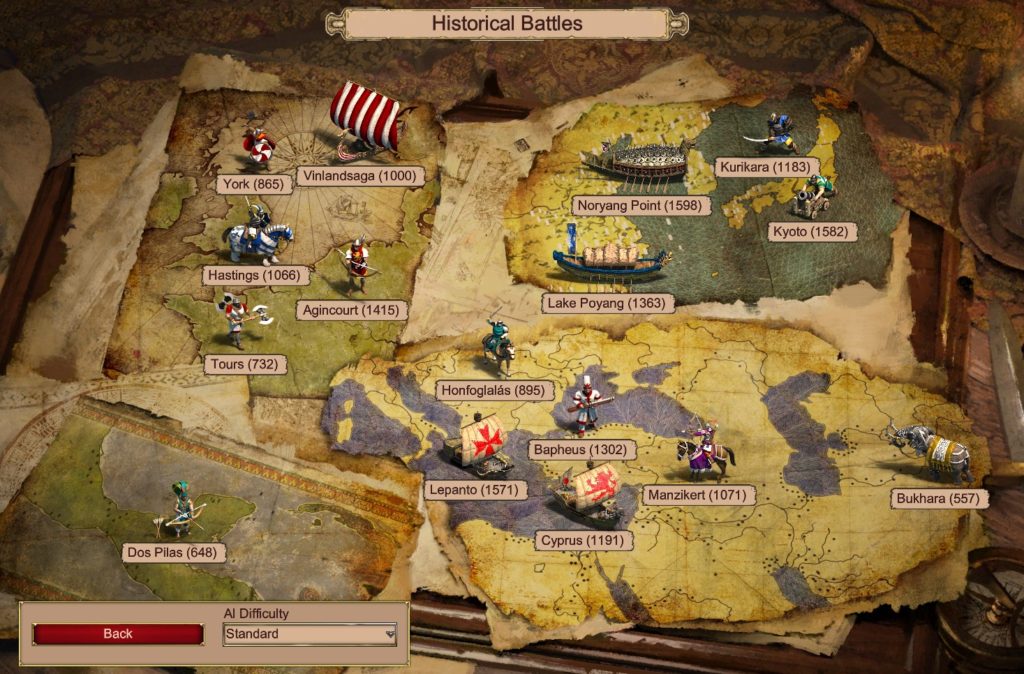 Historical Battles
York (865)
Vinlandsaga (1000)
Kurikara (1183)
Noryang Point (1598)
Kyoto (1582)
Hastings (1066)
Agincourt (1415)
Lake Poyang (1363)
Tours (732)
Honfoglalás (895)
Bapheus (1302)
Lepanto (1571)
Manzikert (1071)
Bukhara (557)
Cyprus (1191)
Dos Pilas (648)
AI Difficulty
Back
Standard